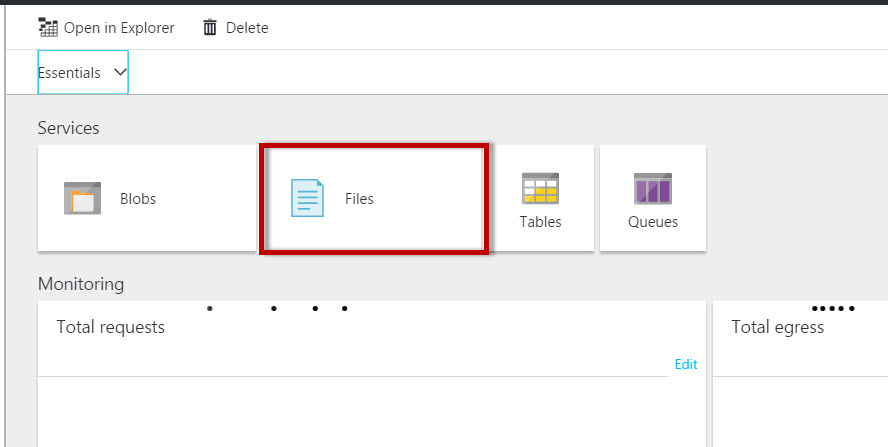 Open in Explorer Delete
Essentials
Services
Blobs Files Tables Queues
Monitoring
Total requests Total egress
Edit